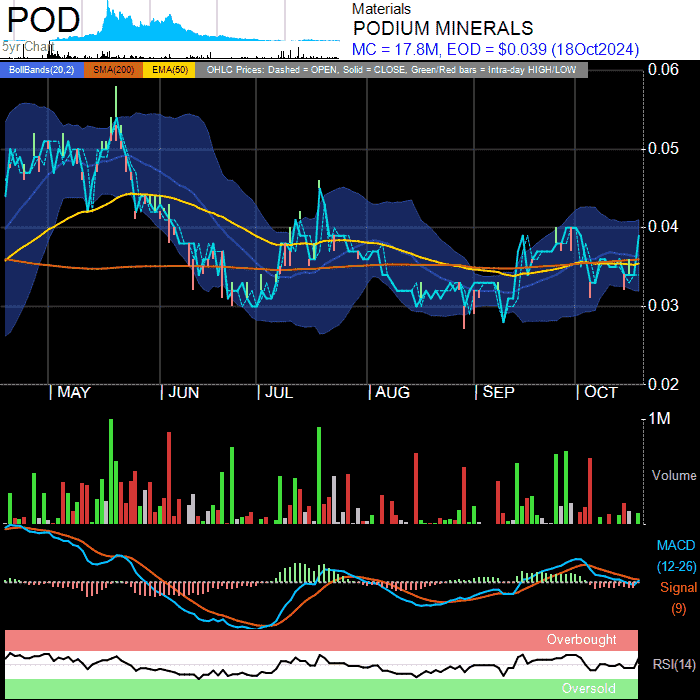 POD
5yr Chart
Materials
PODIUM MINERALS
MC = 17.8M, EOD = $0.039 (18Oct2024)
BollBands(20,2) SMA(200) EMA(50) OHLC Prices: Dashed = OPEN, Solid = CLOSE, Green/Red bars = Intra-day HIGH/LOW
0.06
0.05
0.04
0.03
0.02
MAY JUN JUL AUG SEP OCT
1M
Volume
MACD
(12-26)
Signal
(9)
Overbought
RSI(14)
Oversold